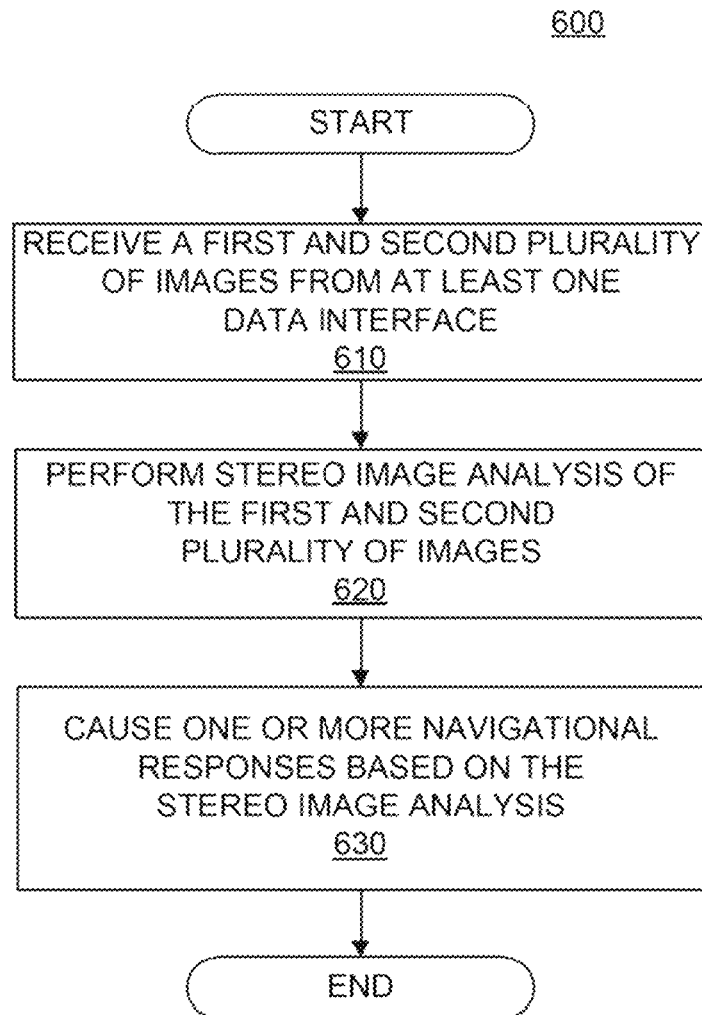 600
START
RECEIVE A FIRST AND SECOND PLURALITY
OF IMAGES FROM AT LEAST ONE
DATA INTERFACE
610
PERFORM STEREO IMAGE ANALYSIS OF
THE FIRST AND SECOND
PLURALITY OF IMAGES
620
CAUSE ONE OR MORE NAVIGATIONAL
RESPONSES BASED ON THE
STEREO IMAGE ANALYSIS
630
END